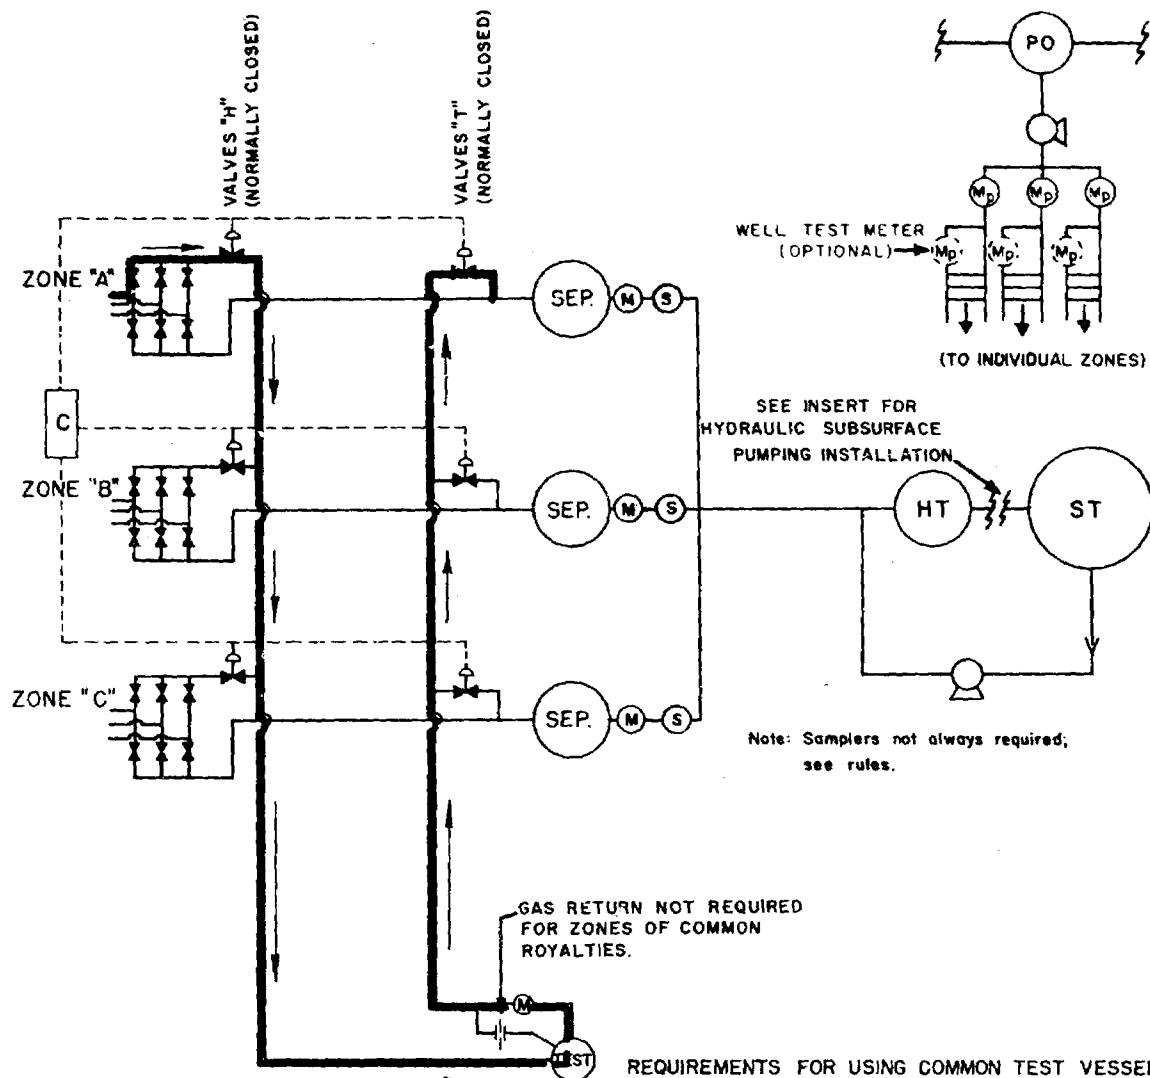 VALVES "H"
(NORMALLY CLOSED)
VALVES "T"
(NORMALLY CLOSED)
PO
Mp
Mp
Mp
WELL TEST METER
(OPTIONAL)
Mp
Mp
Mp
(TO INDIVIDUAL ZONES)
ZONE "A"
SEP.
M
S
C
SEE INSERT FOR
HYDRAULIC SUBSURFACE
PUMPING INSTALLATION
ZONE "B"
SEP.
M
S
HT
ST
ZONE "C"
SEP.
M
S
Note: Samplers not always required;
see rules.
GAS RETURN NOT REQUIRED
FOR ZONES OF COMMON
ROYALTIES.
M
TEST
REQUIREMENTS FOR USING COMMON TEST VESSEL